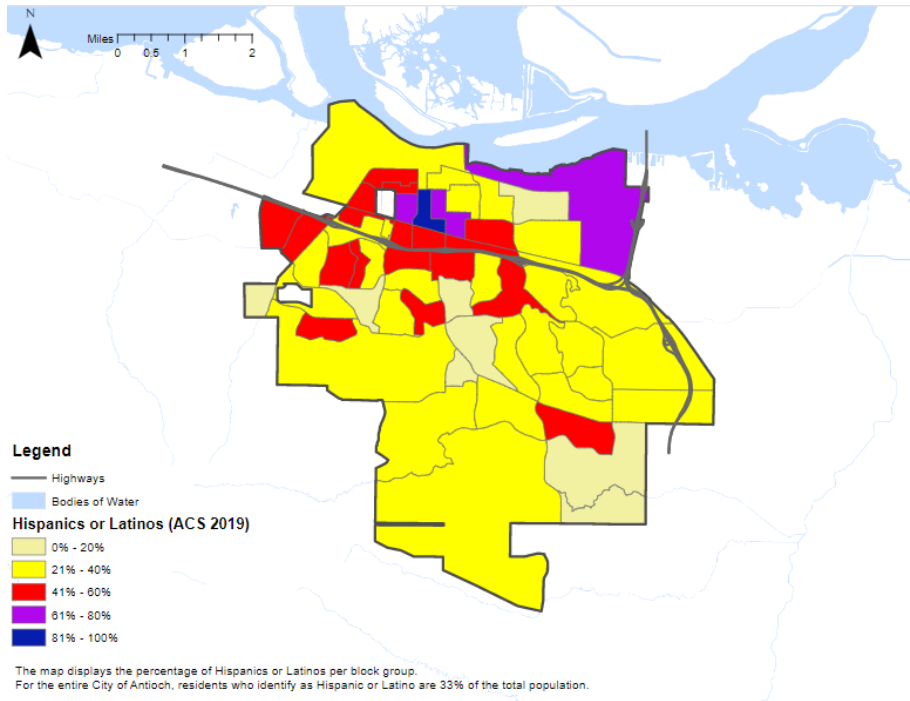 N
Miles
0 0.5 1 2
Legend
Highways
Bodies of Water
Hispanics or Latinos (ACS 2019)
0% - 20%
21% - 40%
41% - 60%
61% - 80%
81% - 100%
The map displays the percentage of Hispanics or Latinos per block group.
For the entire City of Antioch, residents who identify as Hispanic or Latino are 33% of the total population.